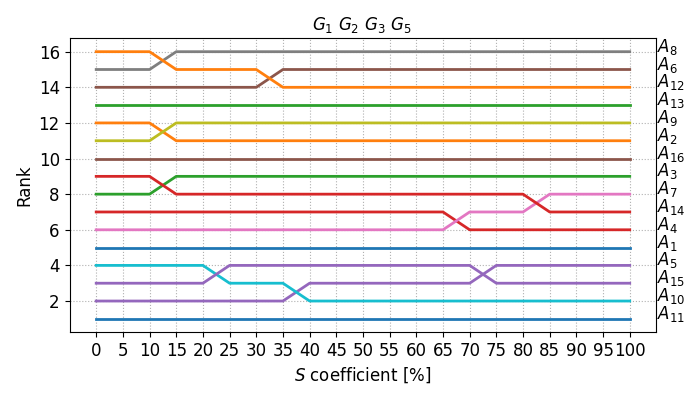 G₁ G₂ G₃ G₅
Rank
16
14
12
10
8
6
4
2
A₈
A₆
A₁₂
A₁₃
A₉
A₂
A₁₆
A₃
A₇
A₁₄
A₄
A₁
A₅
A₁₅
A₁₀
A₁₁
0 5 10 15 20 25 30 35 40 45 50 55 60 65 70 75 80 85 90 95 100
S coefficient [%]